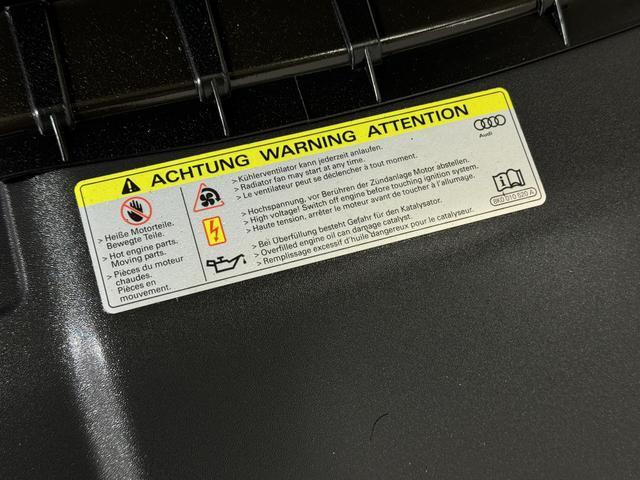 ACHTUNG WARNING ATTENTION
Audi
> Heiße Motorteile.
Bewegte Teile.
> Hot engine parts.
Moving parts.
> Pièces du moteur
chaudes.
Pièces en
mouvement.
> Kühlerventilator kann jederzeit anlaufen.
> Radiator fan may start at any time.
> Le ventilateur peut se déclencher à tout moment.
> Hochspannung, vor Berühren der Zündanlage Motor abstellen.
> High voltage! Switch off engine before touching ignition system.
> Haute tension, arrêter le moteur avant de toucher à l'allumage.
> Bei Überfüllung besteht Gefahr für den Katalysator.
> Overfilled engine oil can damage catalyst.
> Remplissage excessif d'huile dangereux pour le catalyseur.
8K0 010 520 A